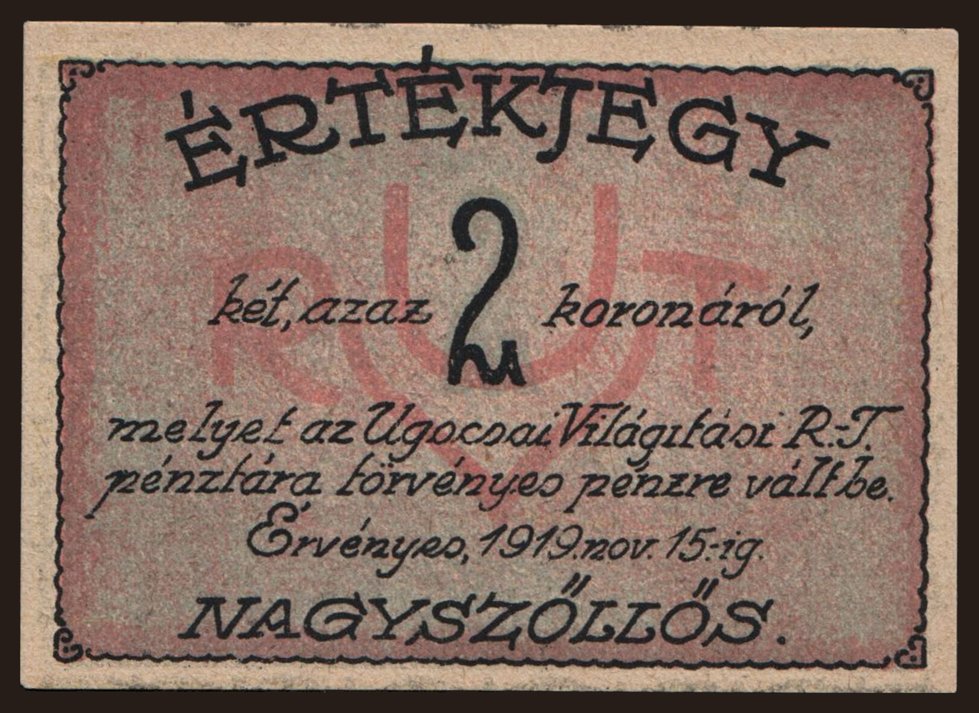 ÉRTÉKJEGY
két, azaz 2 koronáról,
melyet az Ugocsai Világítási R.-T.
pénztára törvényes pénzre vált be.
Érvényes, 1919. nov. 15.-ig.
NAGYSZŐLLŐS.
R U T